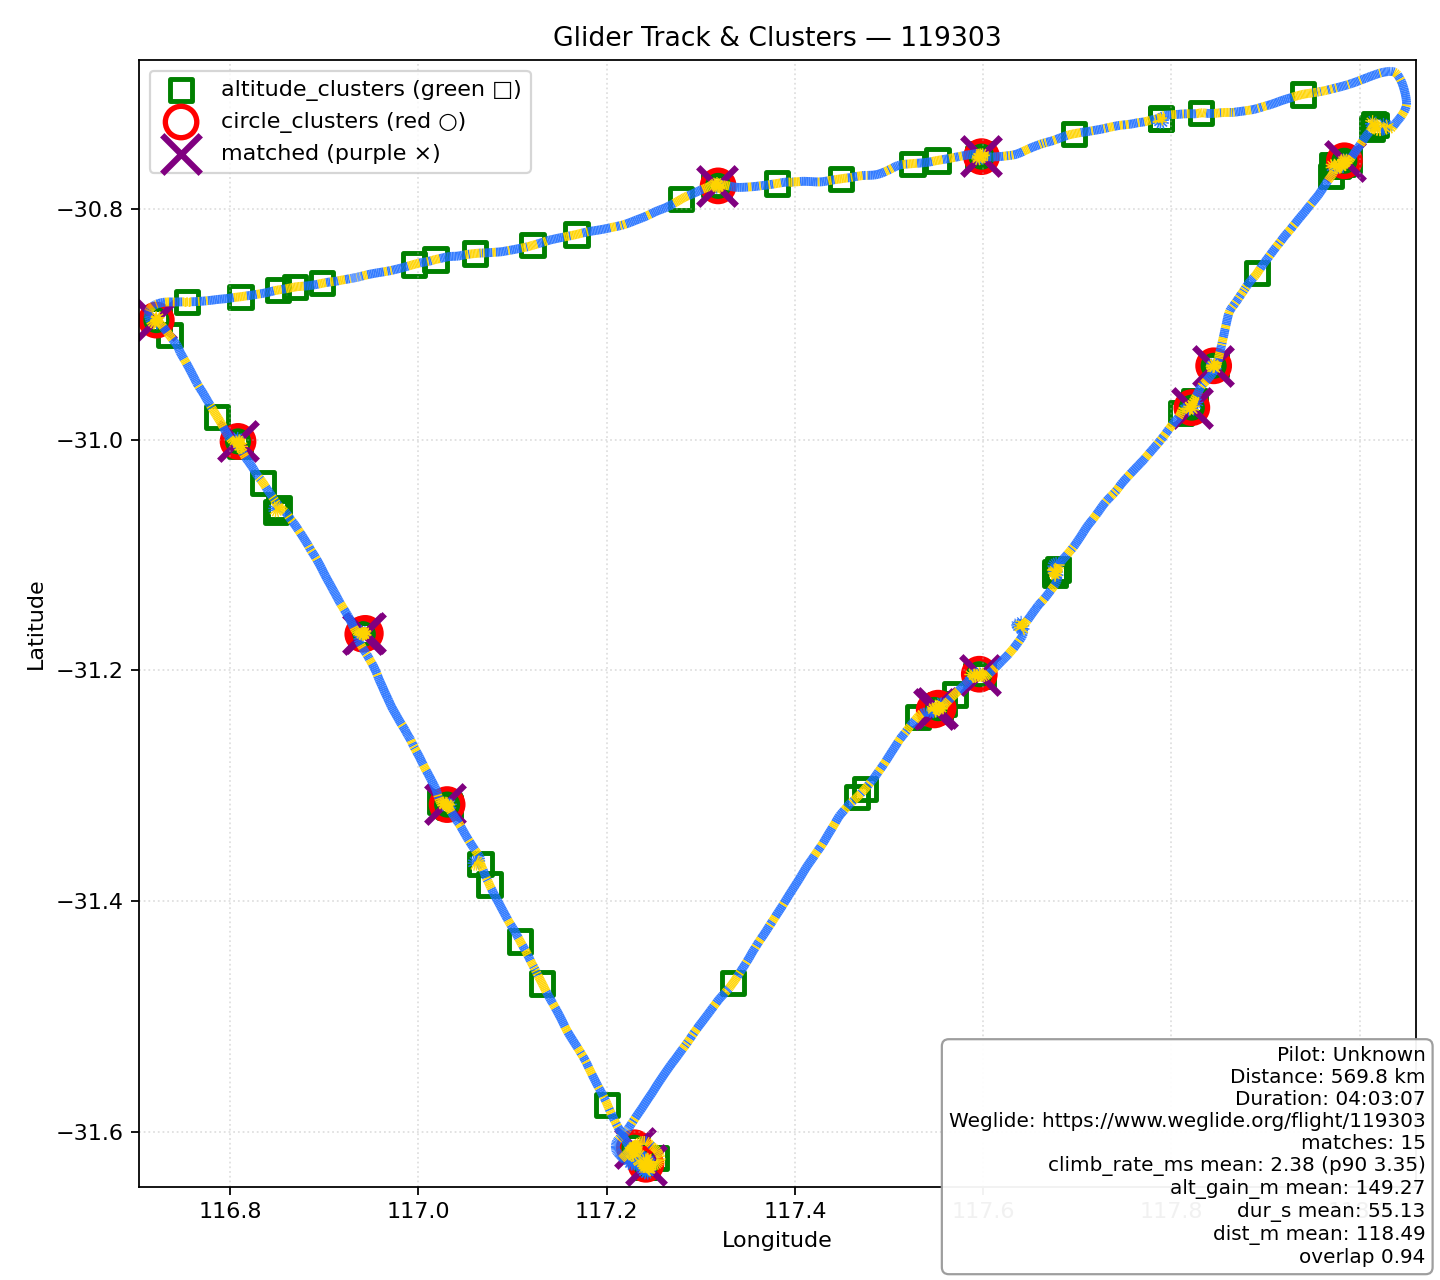 Glider Track & Clusters — 119303
altitude_clusters (green □)
circle_clusters (red ○)
matched (purple ×)
Latitude
−30.8
−31.0
−31.2
−31.4
−31.6
116.8
117.0
117.2
117.4
117.6
117.8
Longitude
Pilot: Unknown
Distance: 569.8 km
Duration: 04:03:07
Weglide: https://www.weglide.org/flight/119303
matches: 15
climb_rate_ms mean: 2.38 (p90 3.35)
alt_gain_m mean: 149.27
dur_s mean: 55.13
dist_m mean: 118.49
overlap 0.94